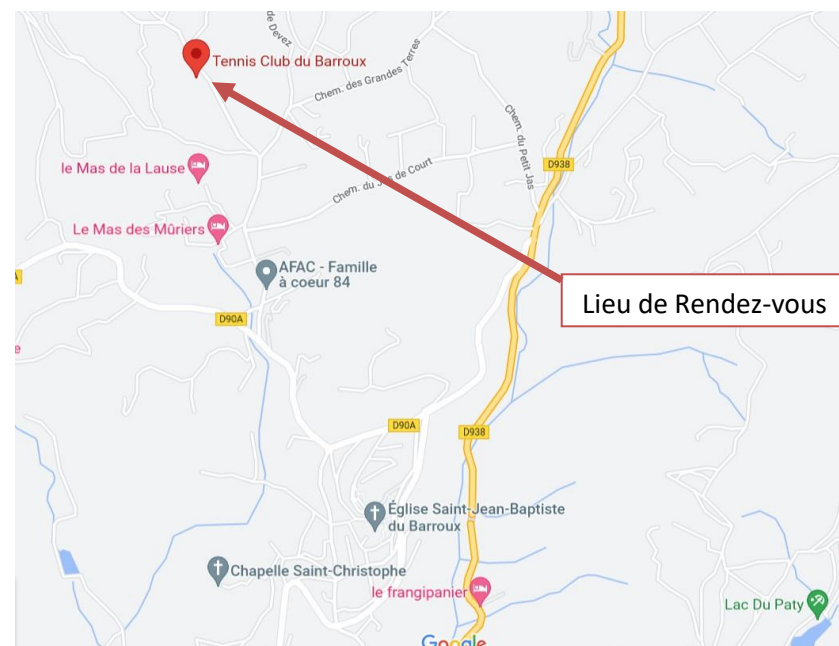 de Devez
Tennis Club du Barroux
Chem. des Grandes Terres
Chem. du Petit Jas
D938
le Mas de la Lause
Chem. du Jas de Court
Le Mas des Mûriers
AFAC - Famille
à coeur 84
A
Lieu de Rendez-vous
D90A
e
D90A
D938
Église Saint-Jean-Baptiste
du Barroux
Chapelle Saint-Christophe
le frangipanier
Lac Du Paty
Google